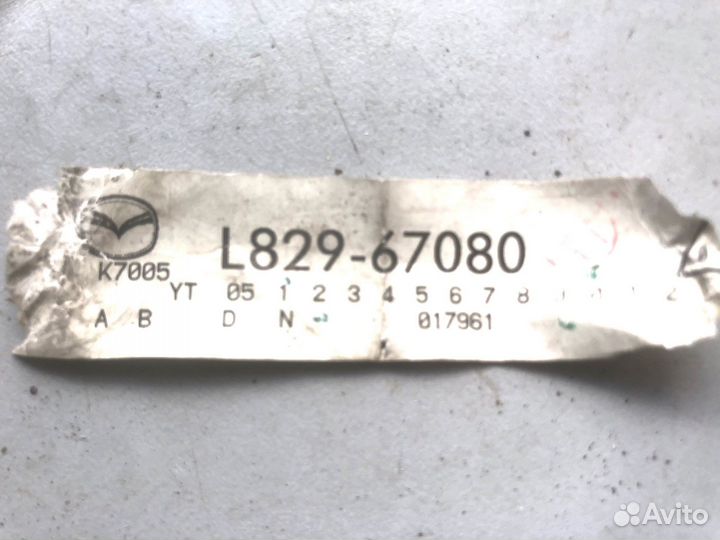 L829-67080
K7005
YT 05 1 2 3 4 5 6 7 8
A B D N 017961
Avito